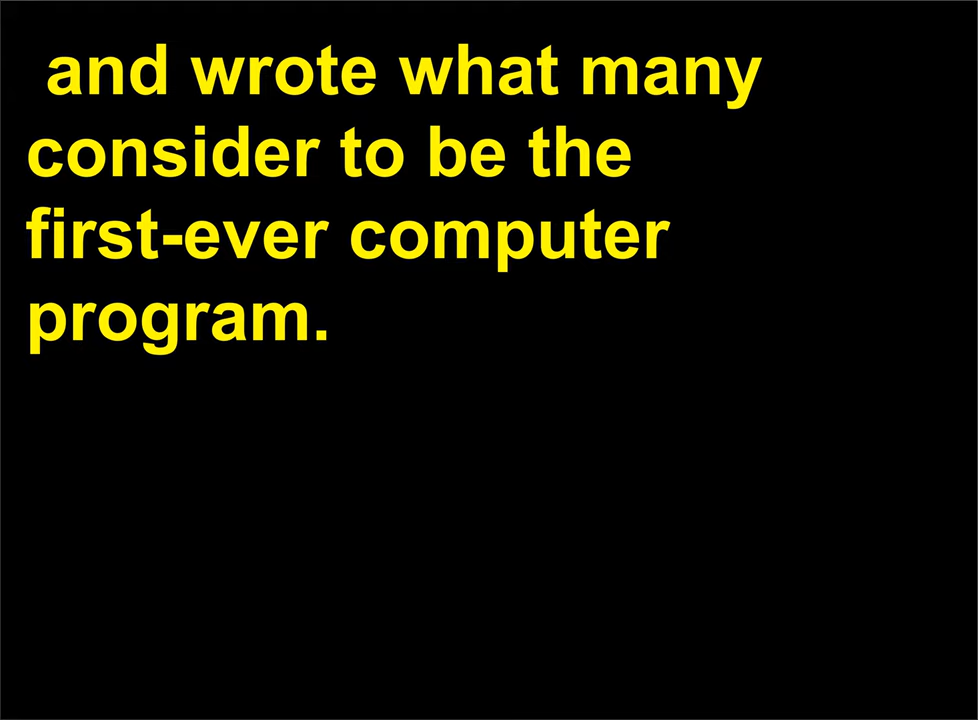 and wrote what many
consider to be the
first-ever computer
program.